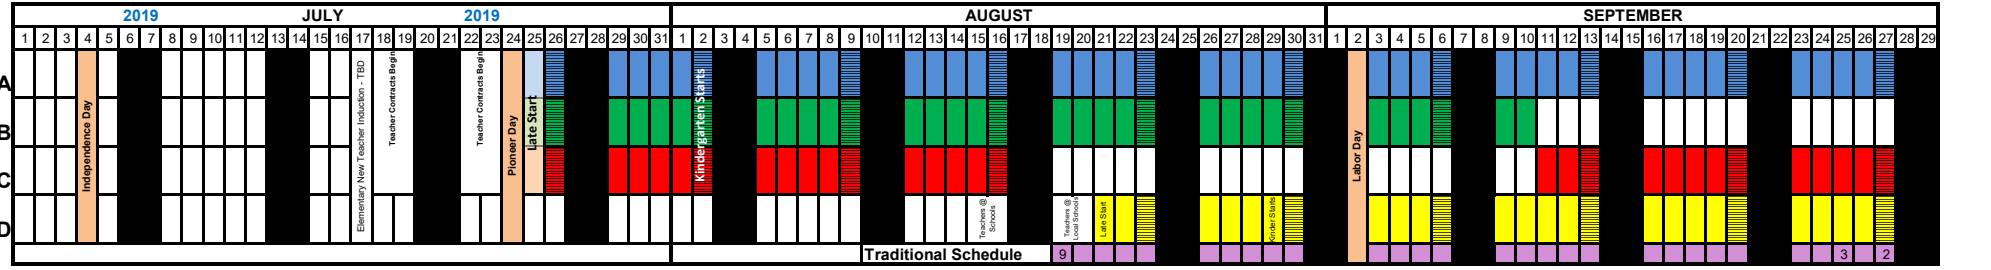 2019 JULY 2019 AUGUST SEPTEMBER
1 2 3 4 5 6 7 8 9 10 11 12 13 14 15 16 17 18 19 20 21 22 23 24 25 26 27 28 29 30 31 1 2 3 4 5 6 7 8 9 10 11 12 13 14 15 16 17 18 19 20 21 22 23 24 25 26 27 28 29 30 31 1 2 3 4 5 6 7 8 9 10 11 12 13 14 15 16 17 18 19 20 21 22 23 24 25 26 27 28 29
A
B
C
D
Independence Day
Elementary New Teacher Induction - TBD
Teacher Contracts Begin
Teacher Contracts Begin
Pioneer Day
Late Start
Kindergarten Starts
Teachers @
Schools
Teachers @
Local Schools
Late Start
Kinder Starts
Labor Day
Traditional Schedule 9 3 2